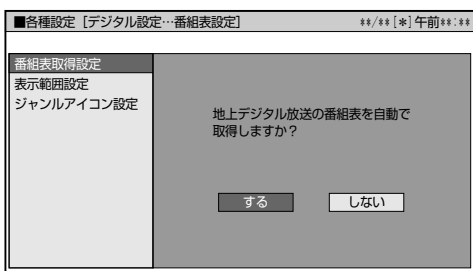 ■各種設定［デジタル設定…番組表設定］ **/**[*]午前**:**
番組表取得設定
表示範囲設定
ジャンルアイコン設定
地上デジタル放送の番組表を自動で
取得しますか？
する しない